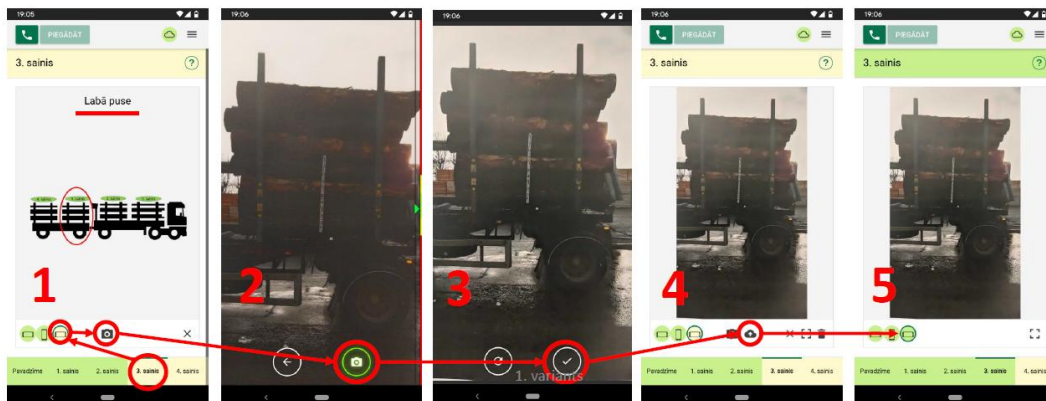 19:05
PIEGĀDĀT
3. sainis
?
Labā puse
1
Pavadzīme 1. sainis 2. sainis 3. sainis 4. sainis
19:06
2
19:06
3
1. variants
19:06
PIEGĀDĀT
3. sainis
?
4
Pavadzīme 1. sainis 2. sainis 3. sainis 4. sainis
19:06
PIEGĀDĀT
3. sainis
?
5
Pavadzīme 1. sainis 2. sainis 3. sainis 4. sainis